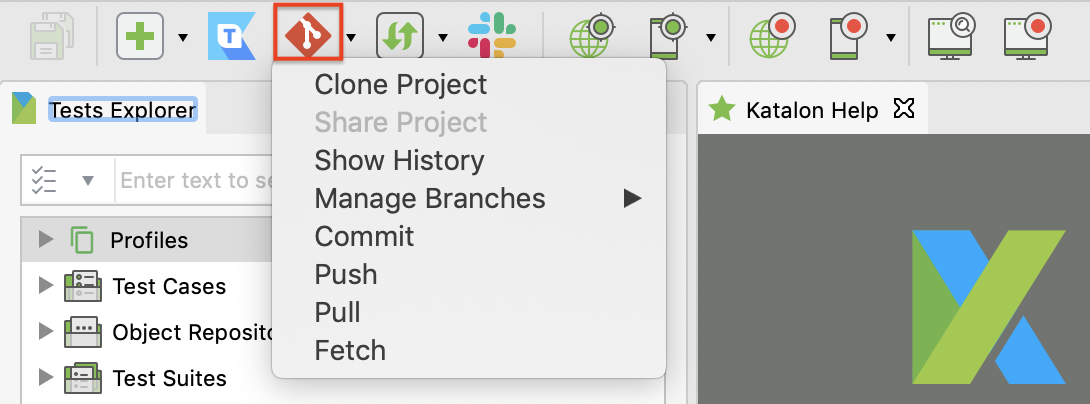 Tests Explorer
Katalon Help
Enter text to se
Clone Project
Share Project
Show History
Manage Branches
Commit
Push
Pull
Fetch
Profiles
Test Cases
Object Reposito
Test Suites